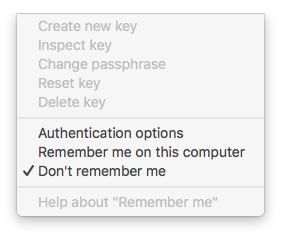 Create new key
Inspect key
Change passphrase
Reset key
Delete key
Authentication options
Remember me on this computer
Don't remember me
Help about "Remember me"